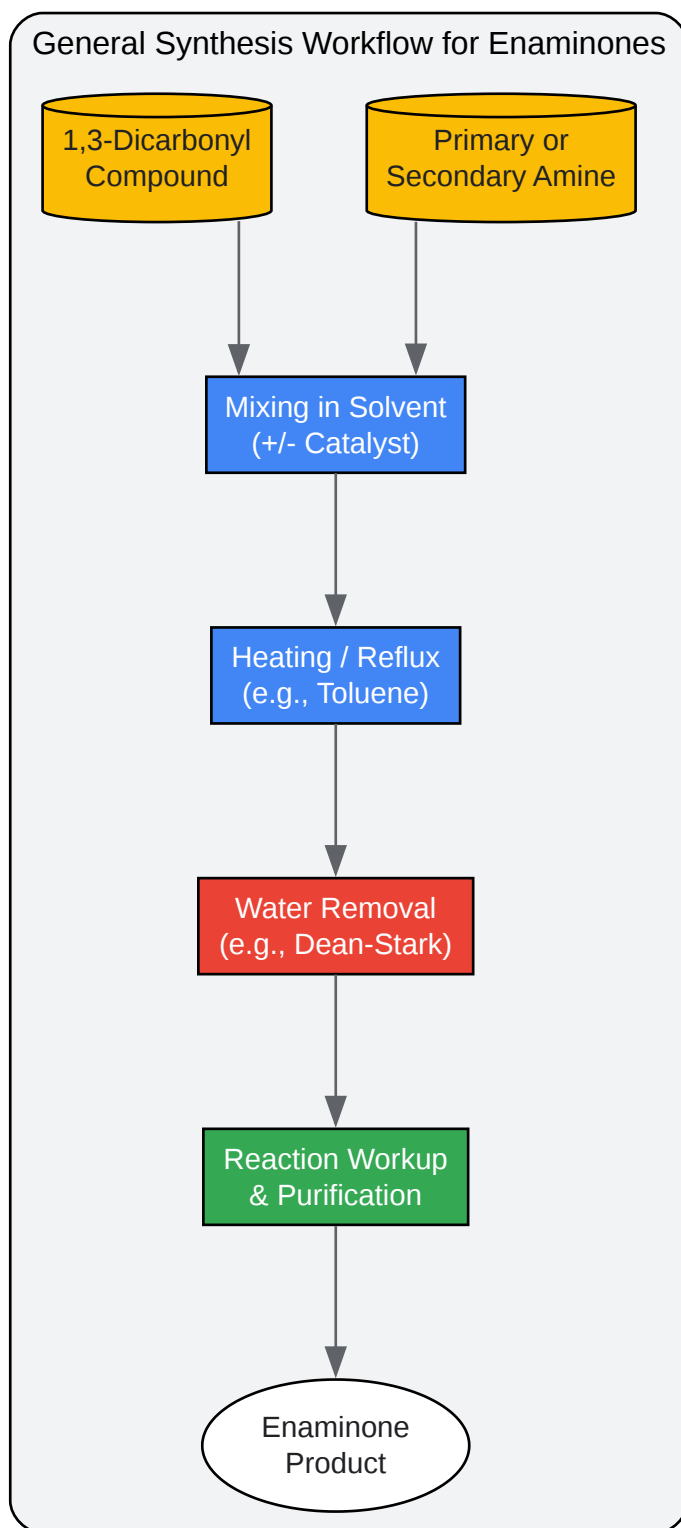 General Synthesis Workflow for Enaminones
1,3-Dicarbonyl
Compound
Primary or
Secondary Amine
Mixing in Solvent
(+/- Catalyst)
Heating / Reflux
(e.g., Toluene)
Water Removal
(e.g., Dean-Stark)
Reaction Workup
& Purification
Enaminone
Product